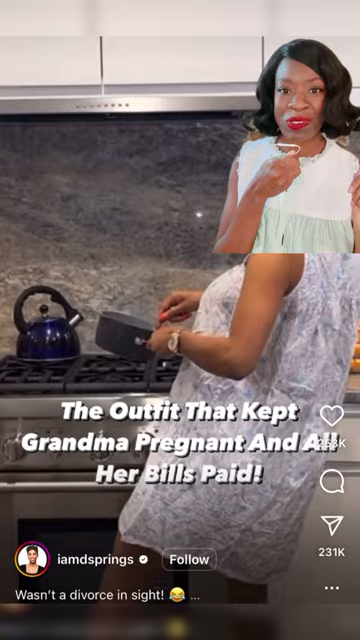 The Outfit That Kept
Grandma Pregnant And All
Her Bills Paid!
231K
iamdsprings
Follow
Wasn't a divorce in sight! 😂 ...